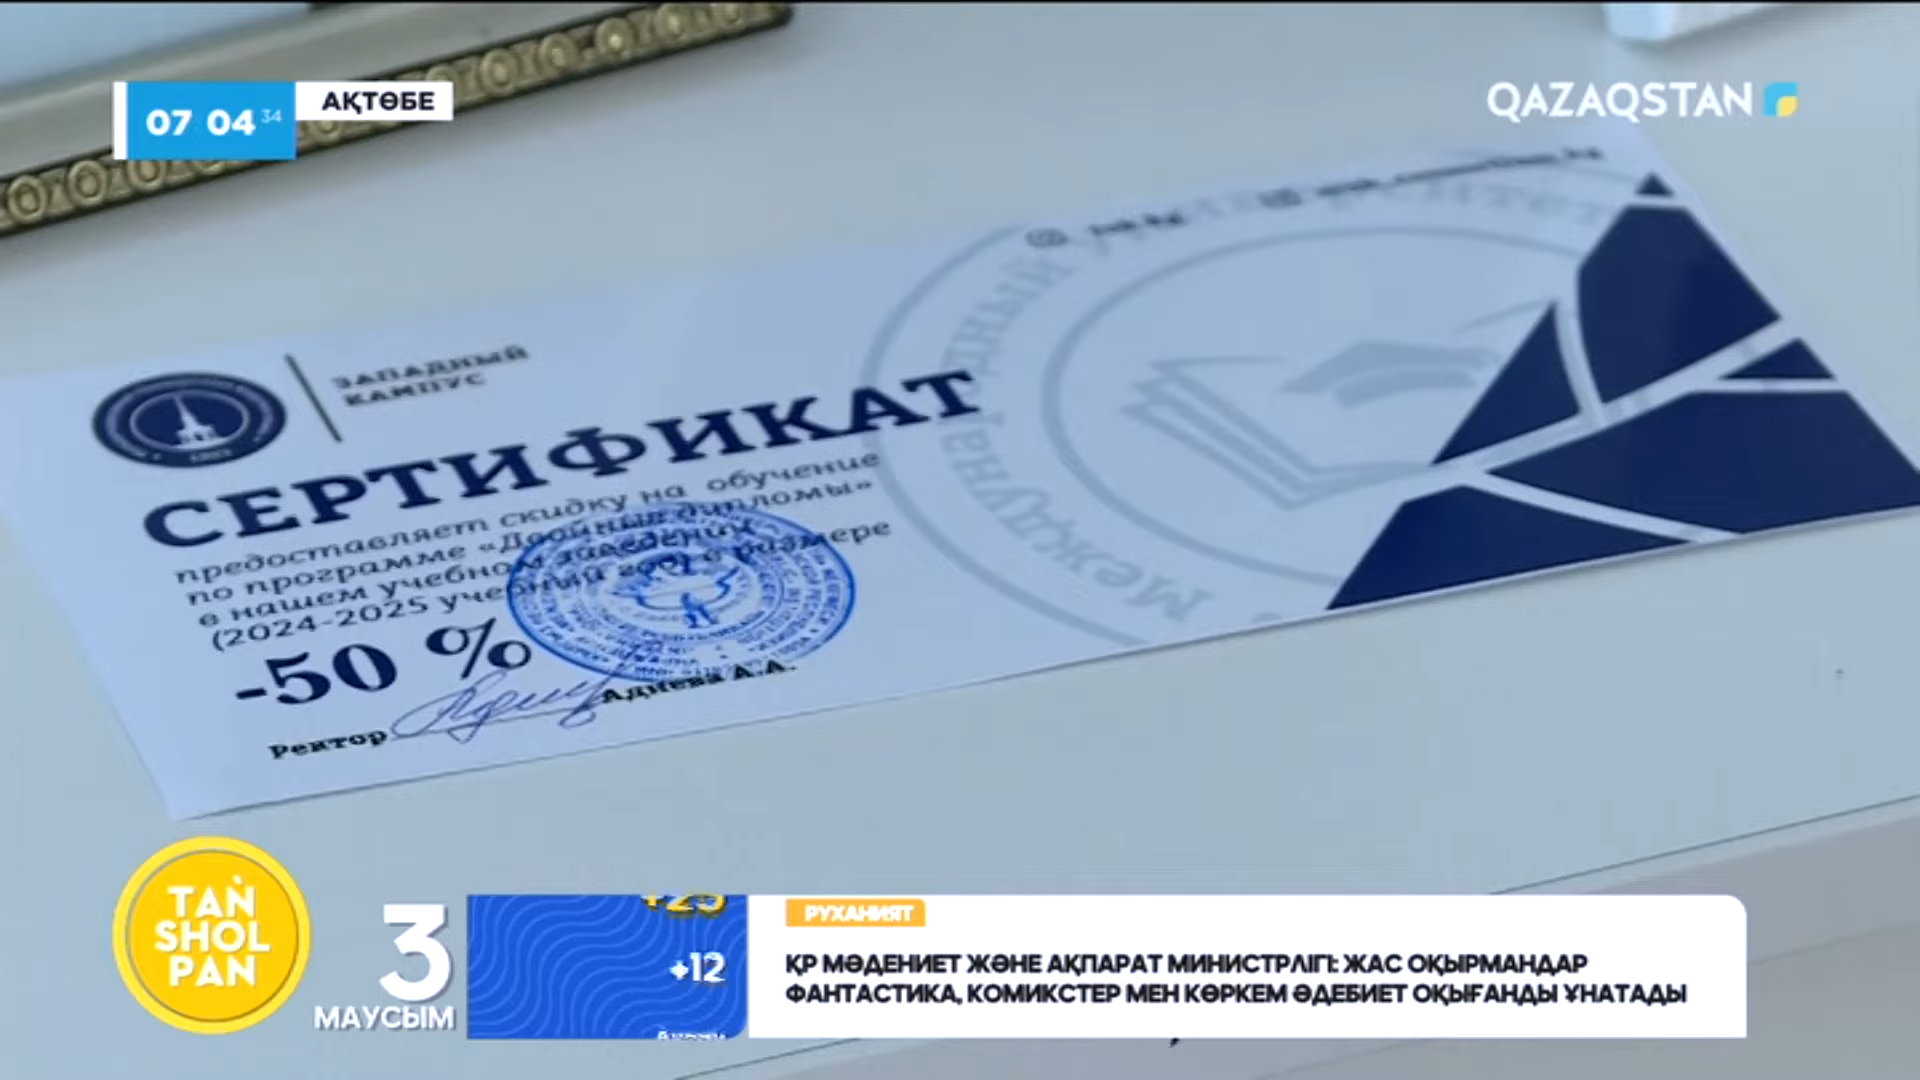 07 04 34
АҚТӨБЕ
QAZAQSTAN
ЗАПАДНЫЙ
КАМПУС
СЕРТИФИКАТ
предоставляет скидку на обучение
по программе «Двойные дипломы»
в нашем учебном заведении
(2024-2025 учебный год) в размере
-50 %
Ректор Адиева А.А.
Международный
TAŃ
SHOL
PAN
3
МАУСЫМ
+25
+12
РУХАНИЯТ
ҚР МӘДЕНИЕТ ЖӘНЕ АҚПАРАТ МИНИСТРЛІГІ: ЖАС ОҚЫРМАНДАР
ФАНТАСТИКА, КОМИКСТЕР МЕН КӨРКЕМ ӘДЕБИЕТ ОҚЫҒАНДЫ ҰНАТАДЫ